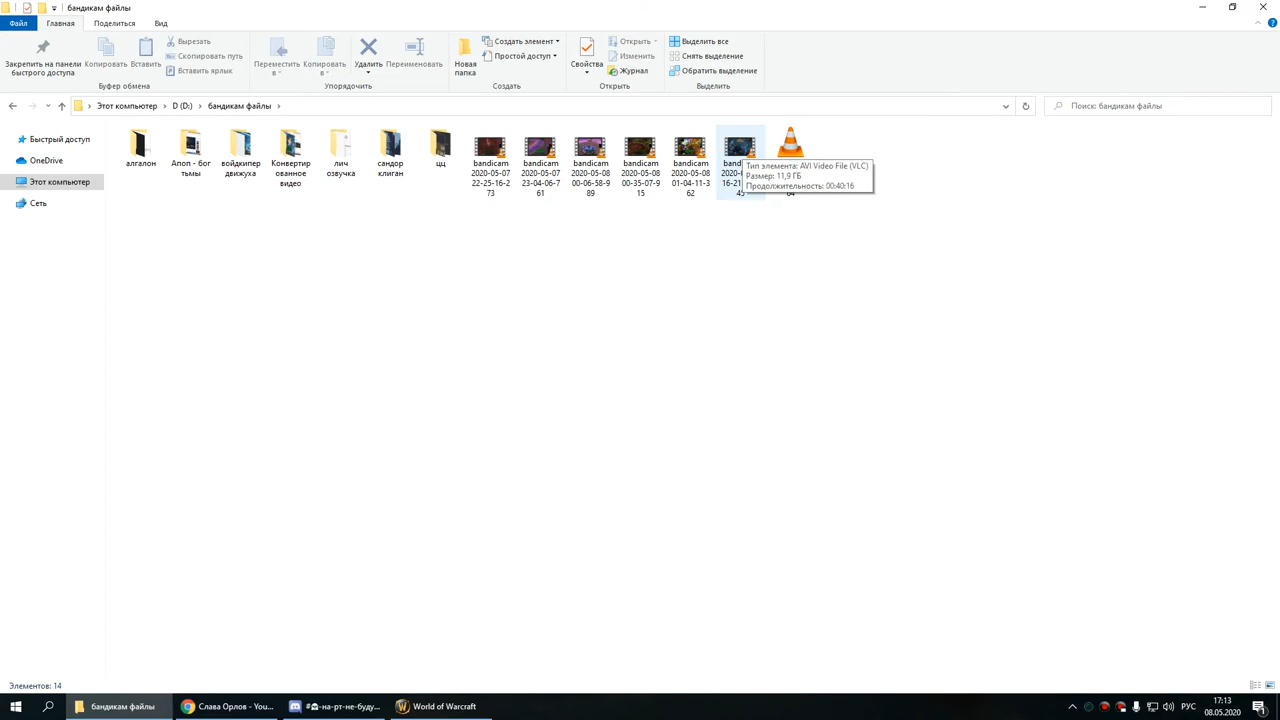 бандикам файлы
Файл Главная Поделиться Вид
Закрепить на панели быстрого доступа
Копировать
Вставить
Вырезать
Скопировать путь
Вставить ярлык
Буфер обмена
Переместить в
Копировать в
Удалить
Переименовать
Упорядочить
Новая папка
Создать элемент
Простой доступ
Создать
Свойства
Открыть
Изменить
Журнал
Открыть
Выделить все
Снять выделение
Обратить выделение
Выделить
Этот компьютер
D (D:)
бандикам файлы
Поиск: бандикам файлы
Быстрый доступ
OneDrive
Этот компьютер
Сеть
алгалон
Апоп - бог
тьмы
войдкипер
движуха
Конвертир
ованное
видео
лич
озвучка
сандор
клиган
цц
bandicam
2020-05-07
22-25-16-2
73
bandicam
2020-05-07
23-04-06-7
61
bandicam
2020-05-08
00-06-58-9
89
bandicam
2020-05-08
00-35-07-9
15
bandicam
2020-05-08
01-04-11-3
62
Тип элемента: AVI Video File (VLC)
Размер: 11,9 ГБ
Продолжительность: 00:40:16
Элементов: 14
бандикам файлы
Слава Орлов - You...
World of Warcraft
РУС
17:13
08.05.2020